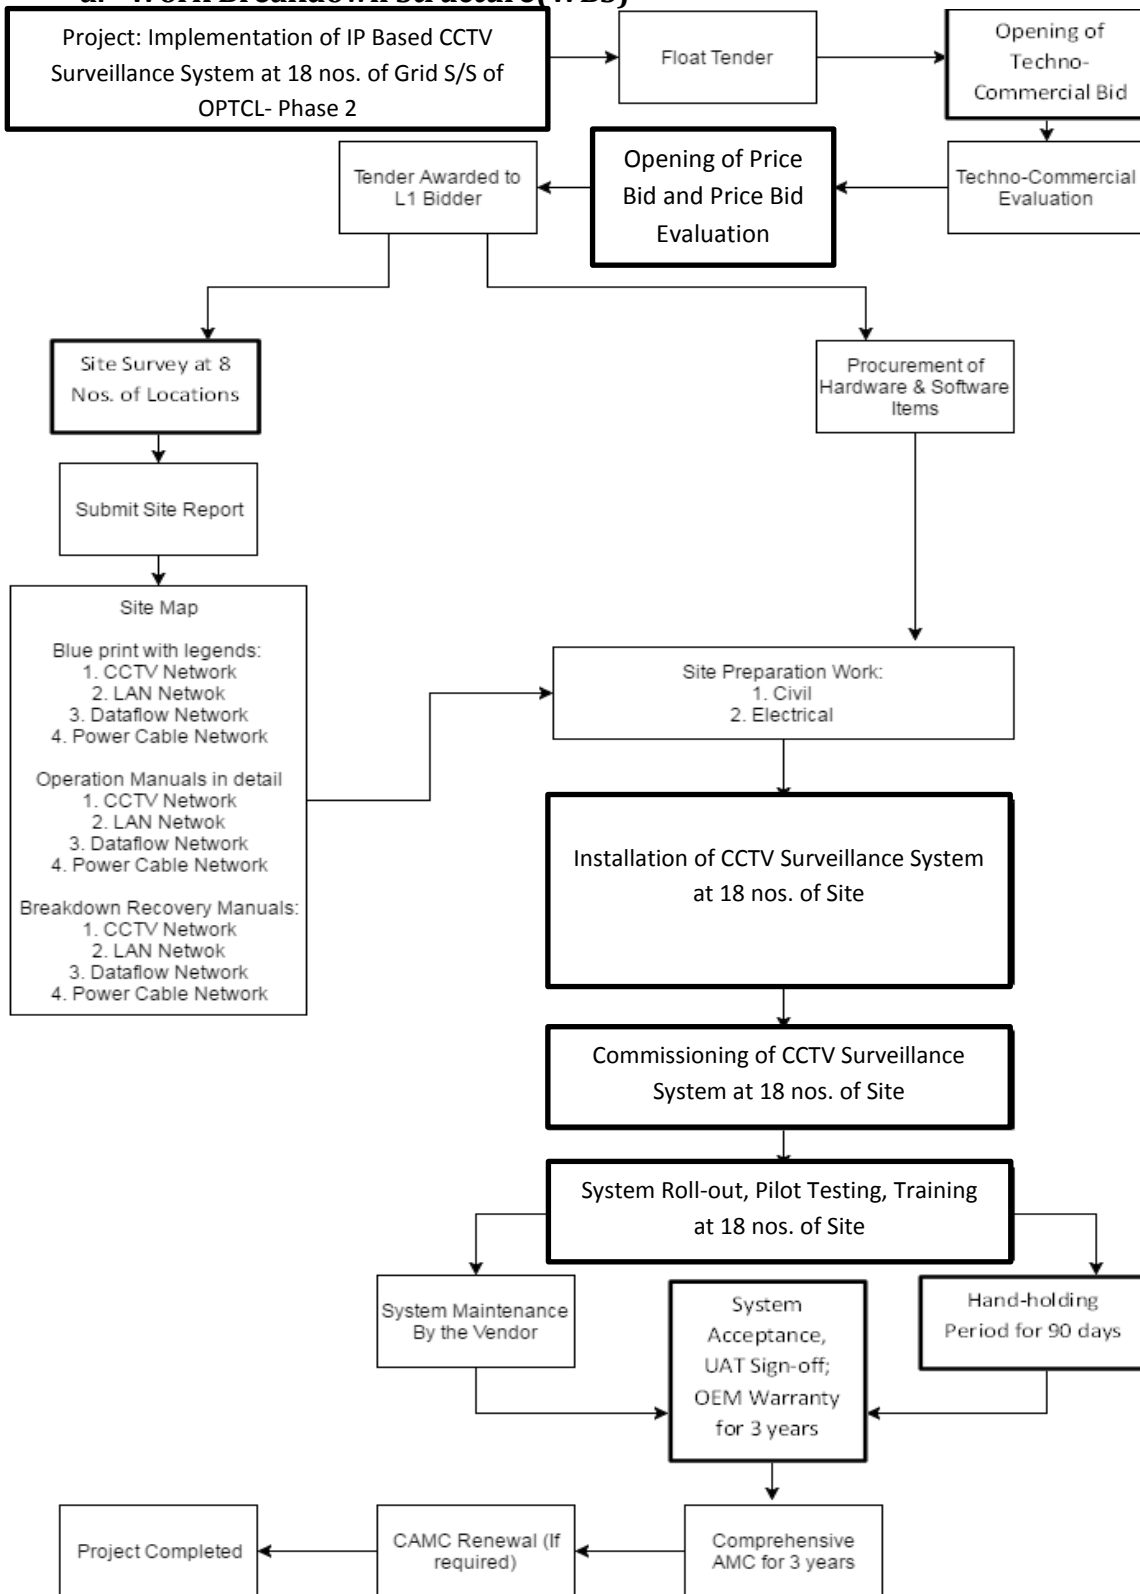 a. Work Breakdown Structure(WBS)
Project: Implementation of IP Based CCTV
Surveillance System at 18 nos. of Grid S/S of
OPTCL- Phase 2
Float Tender
Opening of
Techno-
Commercial Bid
Tender Awarded to
L1 Bidder
Opening of Price
Bid and Price Bid
Evaluation
Techno-Commercial
Evaluation
Site Survey at 8
Nos. of Locations
Procurement of
Hardware & Software
Items
Submit Site Report
Site Map
Blue print with legends:
1. CCTV Network
2. LAN Netwok
3. Dataflow Network
4. Power Cable Network
Operation Manuals in detail
1. CCTV Network
2. LAN Netwok
3. Dataflow Network
4. Power Cable Network
Breakdown Recovery Manuals:
1. CCTV Network
2. LAN Netwok
3. Dataflow Network
4. Power Cable Network
Site Preparation Work:
1. Civil
2. Electrical
Installation of CCTV Surveillance System
at 18 nos. of Site
Commissioning of CCTV Surveillance
System at 18 nos. of Site
System Roll-out, Pilot Testing, Training
at 18 nos. of Site
System Maintenance
By the Vendor
System
Acceptance,
UAT Sign-off;
OEM Warranty
for 3 years
Hand-holding
Period for 90 days
Project Completed
CAMC Renewal (If
required)
Comprehensive
AMC for 3 years